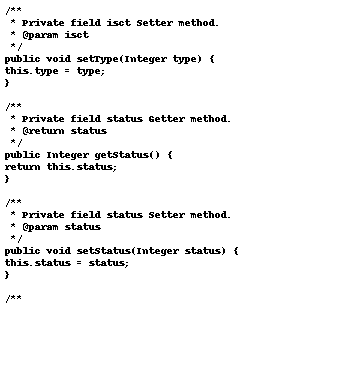 /**
 * Private field isct Setter method.
 * @param isct
 */
public void setType(Integer type) {
this.type = type;
}

/**
 * Private field status Getter method.
 * @return status
 */
public Integer getStatus() {
return this.status;
}

/**
 * Private field status Setter method.
 * @param status
 */
public void setStatus(Integer status) {
this.status = status;
}

/**